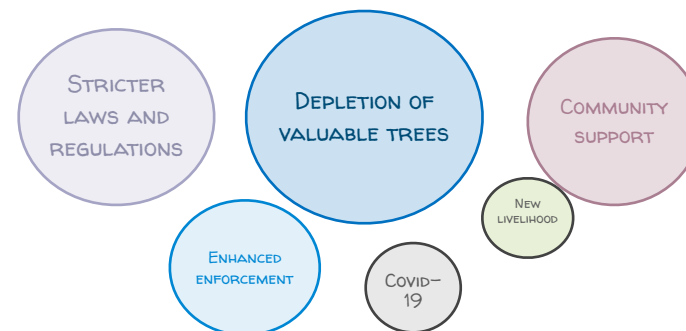 Stricter
laws and
regulations
Depletion of
valuable trees
Community
support
New
livelihood
Enhanced
enforcement
Covid-
19